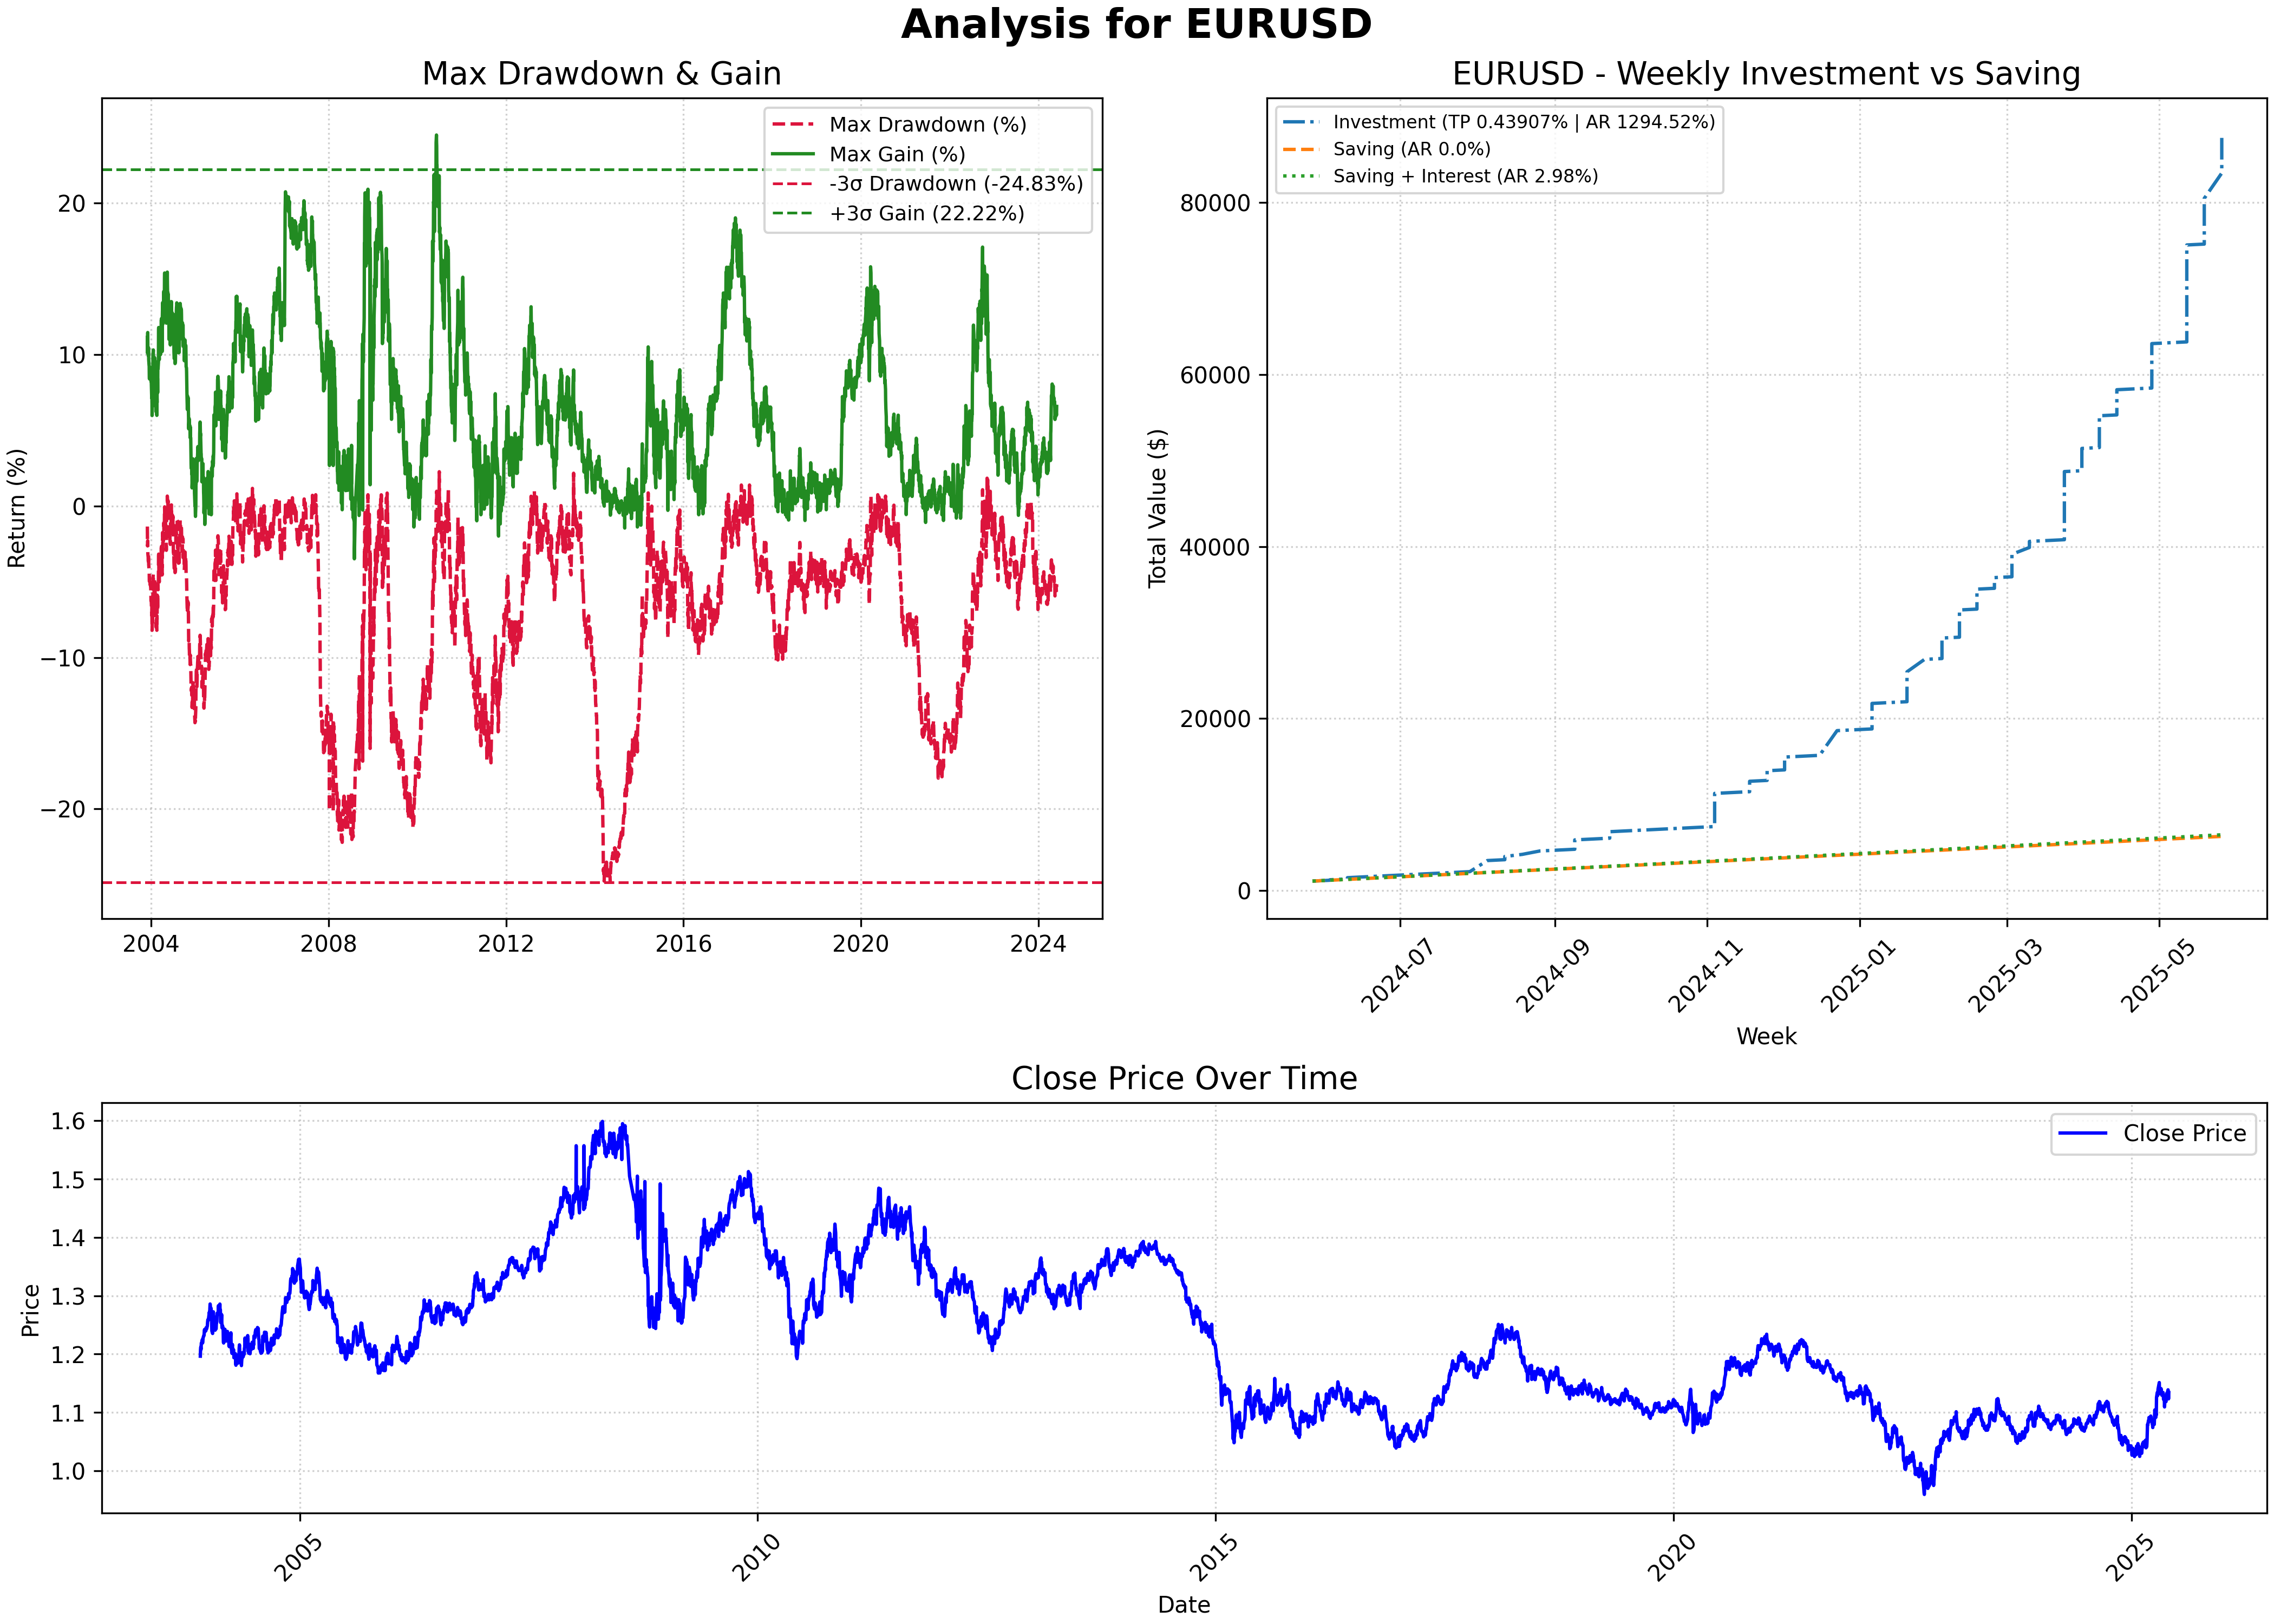 Analysis for EURUSD
Max Drawdown & Gain
Return (%)
20
10
0
−10
−20
2004
2008
2012
2016
2020
2024
Max Drawdown (%)
Max Gain (%)
-3σ Drawdown (-24.83%)
+3σ Gain (22.22%)
EURUSD - Weekly Investment vs Saving
Total Value ($)
80000
60000
40000
20000
0
2024-07
2024-09
2024-11
2025-01
2025-03
2025-05
Week
Investment (TP 0.43907% | AR 1294.52%)
Saving (AR 0.0%)
Saving + Interest (AR 2.98%)
Close Price Over Time
Price
1.6
1.5
1.4
1.3
1.2
1.1
1.0
2005
2010
2015
2020
2025
Date
Close Price